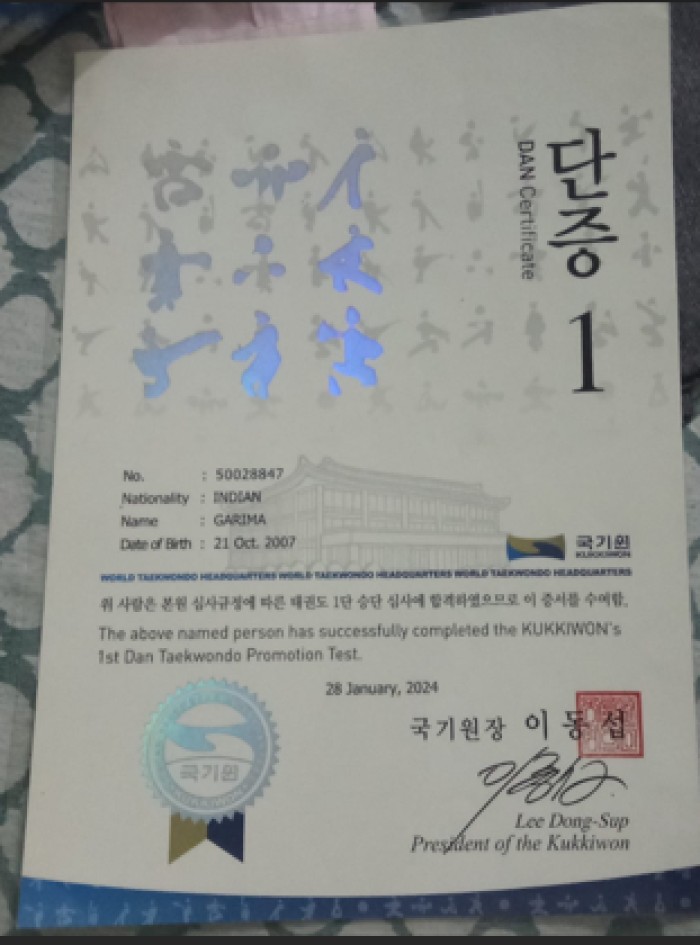 단증
DAN Certificate
1
No. : 50028847
Nationality : INDIAN
Name : GARIMA
Date of Birth : 21 Oct. 2007
국기원
KUKKIWON
WORLD TAEKWONDO HEADQUARTERS WORLD TAEKWONDO HEADQUARTERS WORLD TAEKWONDO HEADQUARTERS
위 사람은 본원 심사규정에 따른 태권도 1단 승단 심사에 합격하였으므로 이 증서를 수여함.
The above named person has successfully completed the KUKKIWON's
1st Dan Taekwondo Promotion Test.
28 January, 2024
국기원장 이동섭
국기원
KUKKIWON
Lee Dong-Sup
President of the Kukkiwon